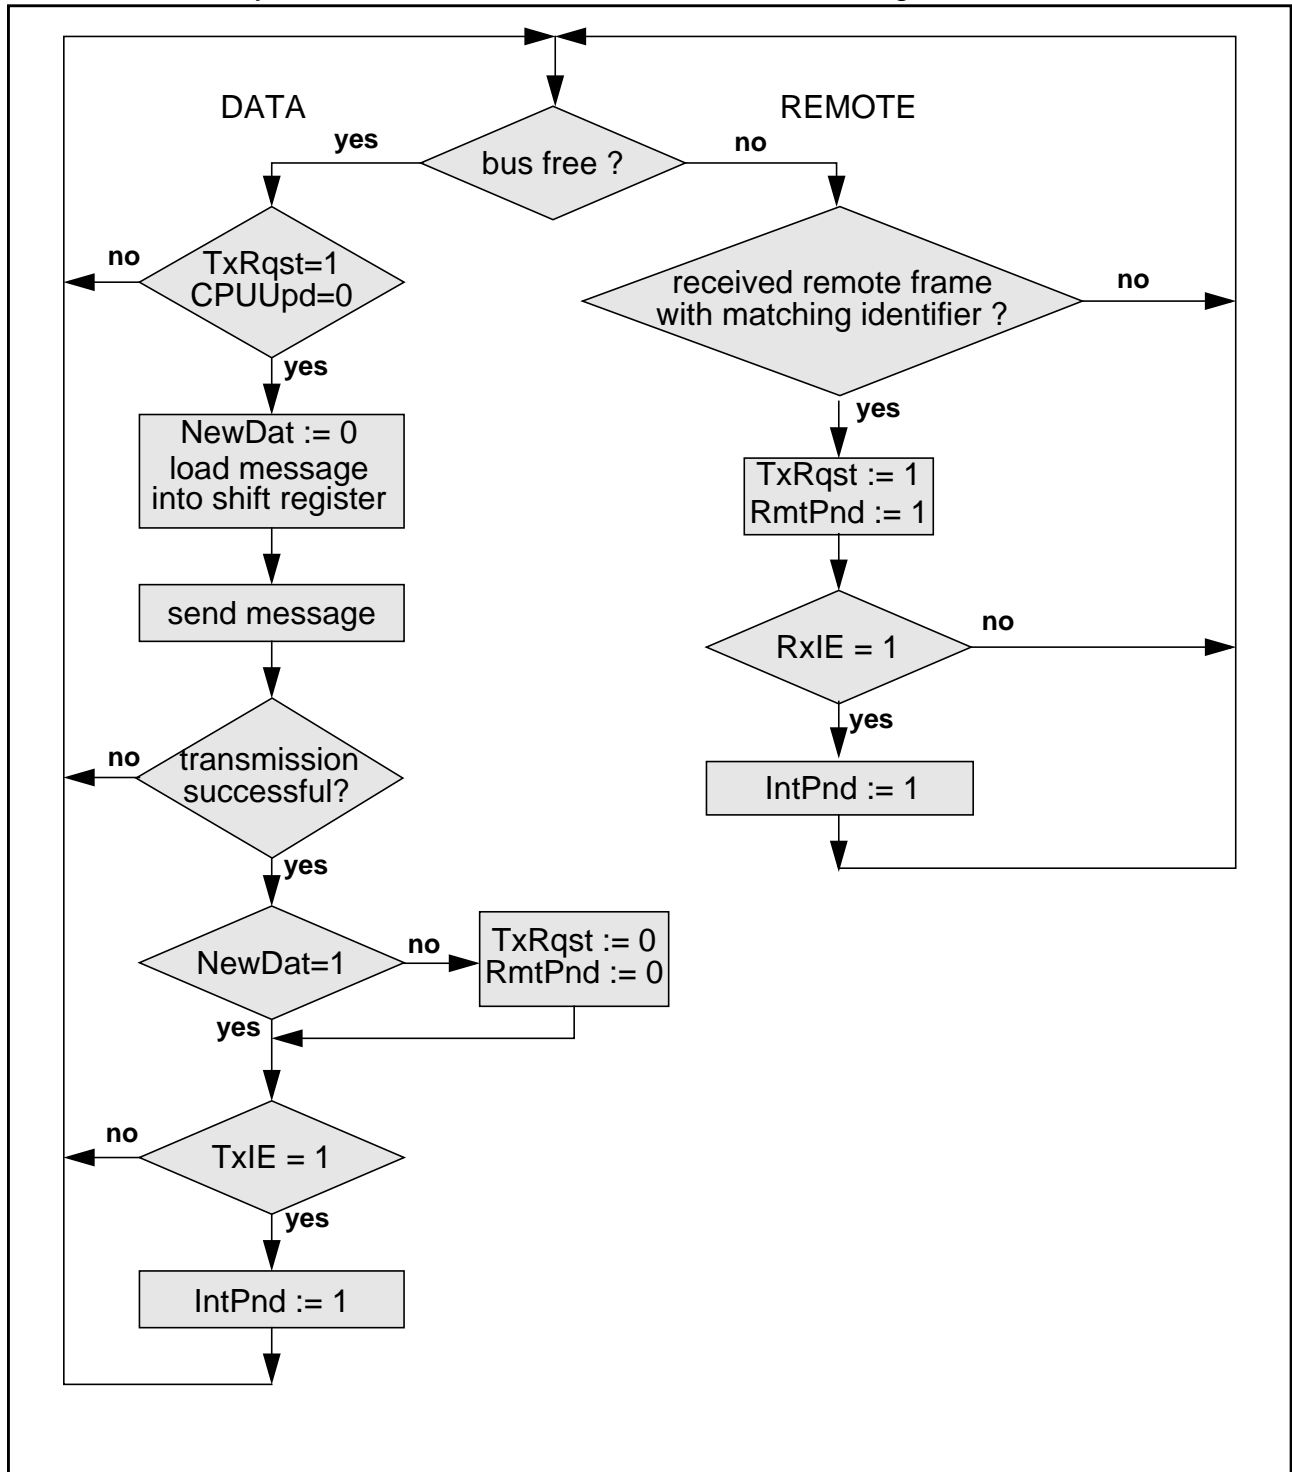 DATA
REMOTE
yes
bus free ?
no
no
TxRqst=1
CPUUpd=0
received remote frame
with matching identifier ?
no
yes
yes
NewDat := 0
load message
into shift register
TxRqst := 1
RmtPnd := 1
send message
RxIE = 1
no
yes
no
transmission
successful?
IntPnd := 1
yes
NewDat=1
no
TxRqst := 0
RmtPnd := 0
yes
no
TxIE = 1
yes
IntPnd := 1